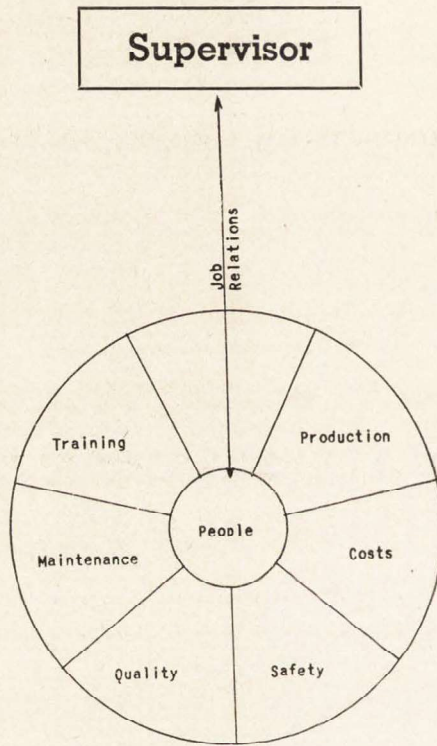 Supervisor
Job
Relations
Training
Production
People
Maintenance
Costs
Quality
Safety